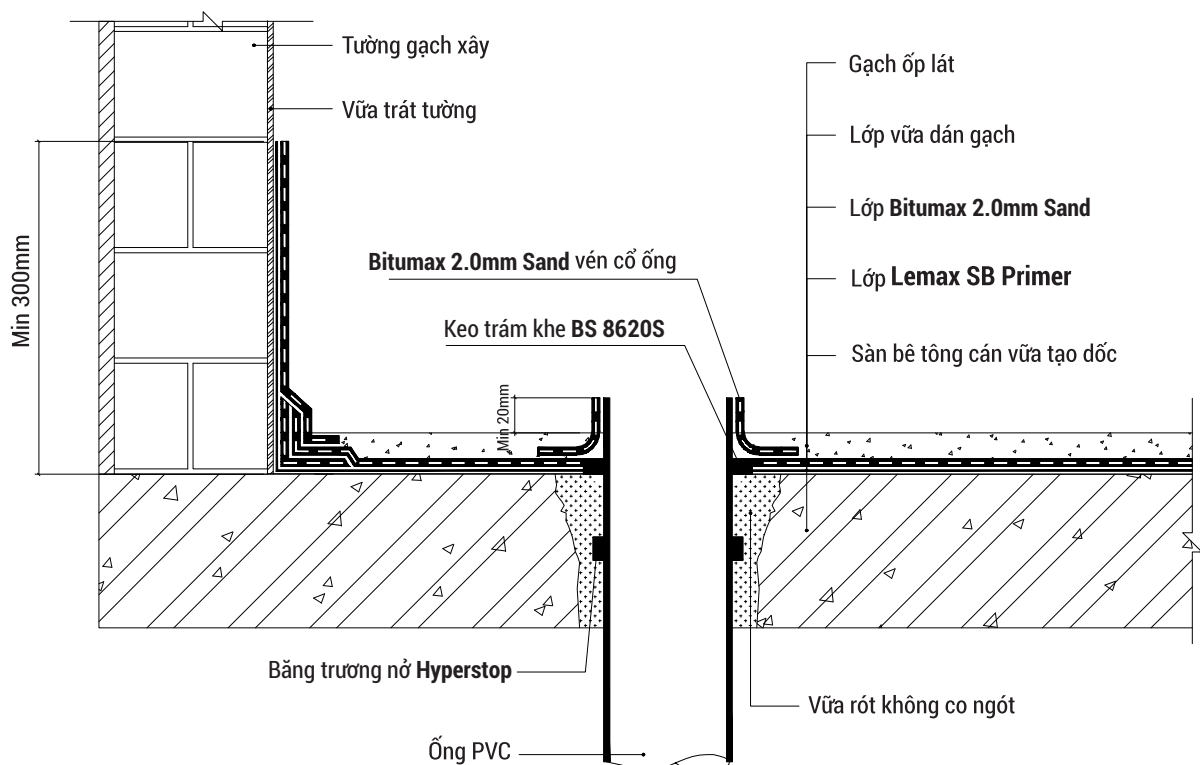 Tường gạch xây
Vữa trát tường
Gạch ốp lát
Lớp vữa dán gạch
Lớp Bitumax 2.0mm Sand
Lớp Lemax SB Primer
Sàn bê tông cán vữa tạo dốc
Min 300mm
Bitumax 2.0mm Sand vén cổ ống
Keo trám khe BS 8620S
Min 20mm
Băng trương nở Hyperstop
Vữa rót không co ngót
Ống PVC